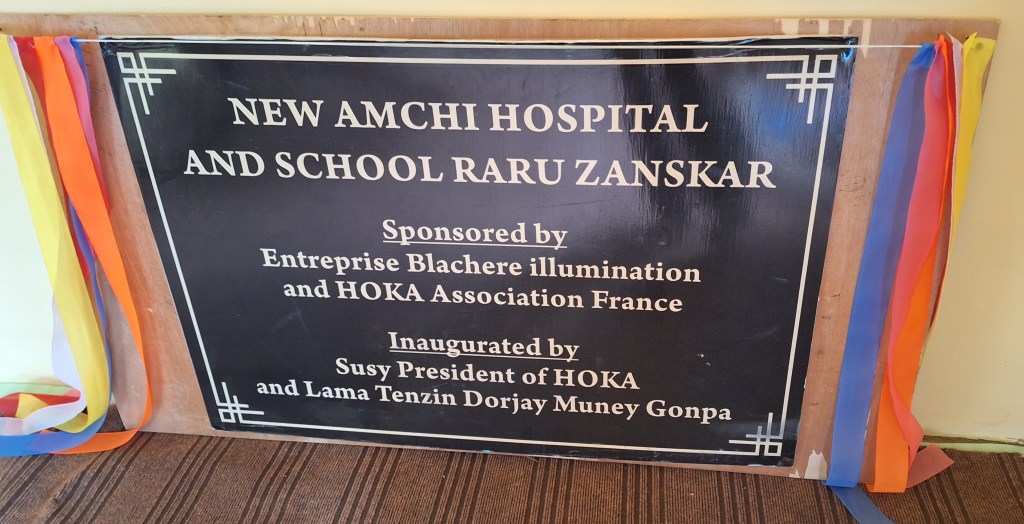 NEW AMCHI HOSPITAL
AND SCHOOL RARU ZANSKAR
Sponsored by
Entreprise Blachere illumination
and HOKA Association France
Inaugurated by
Susy President of HOKA
and Lama Tenzin Dorjay Muney Gonpa